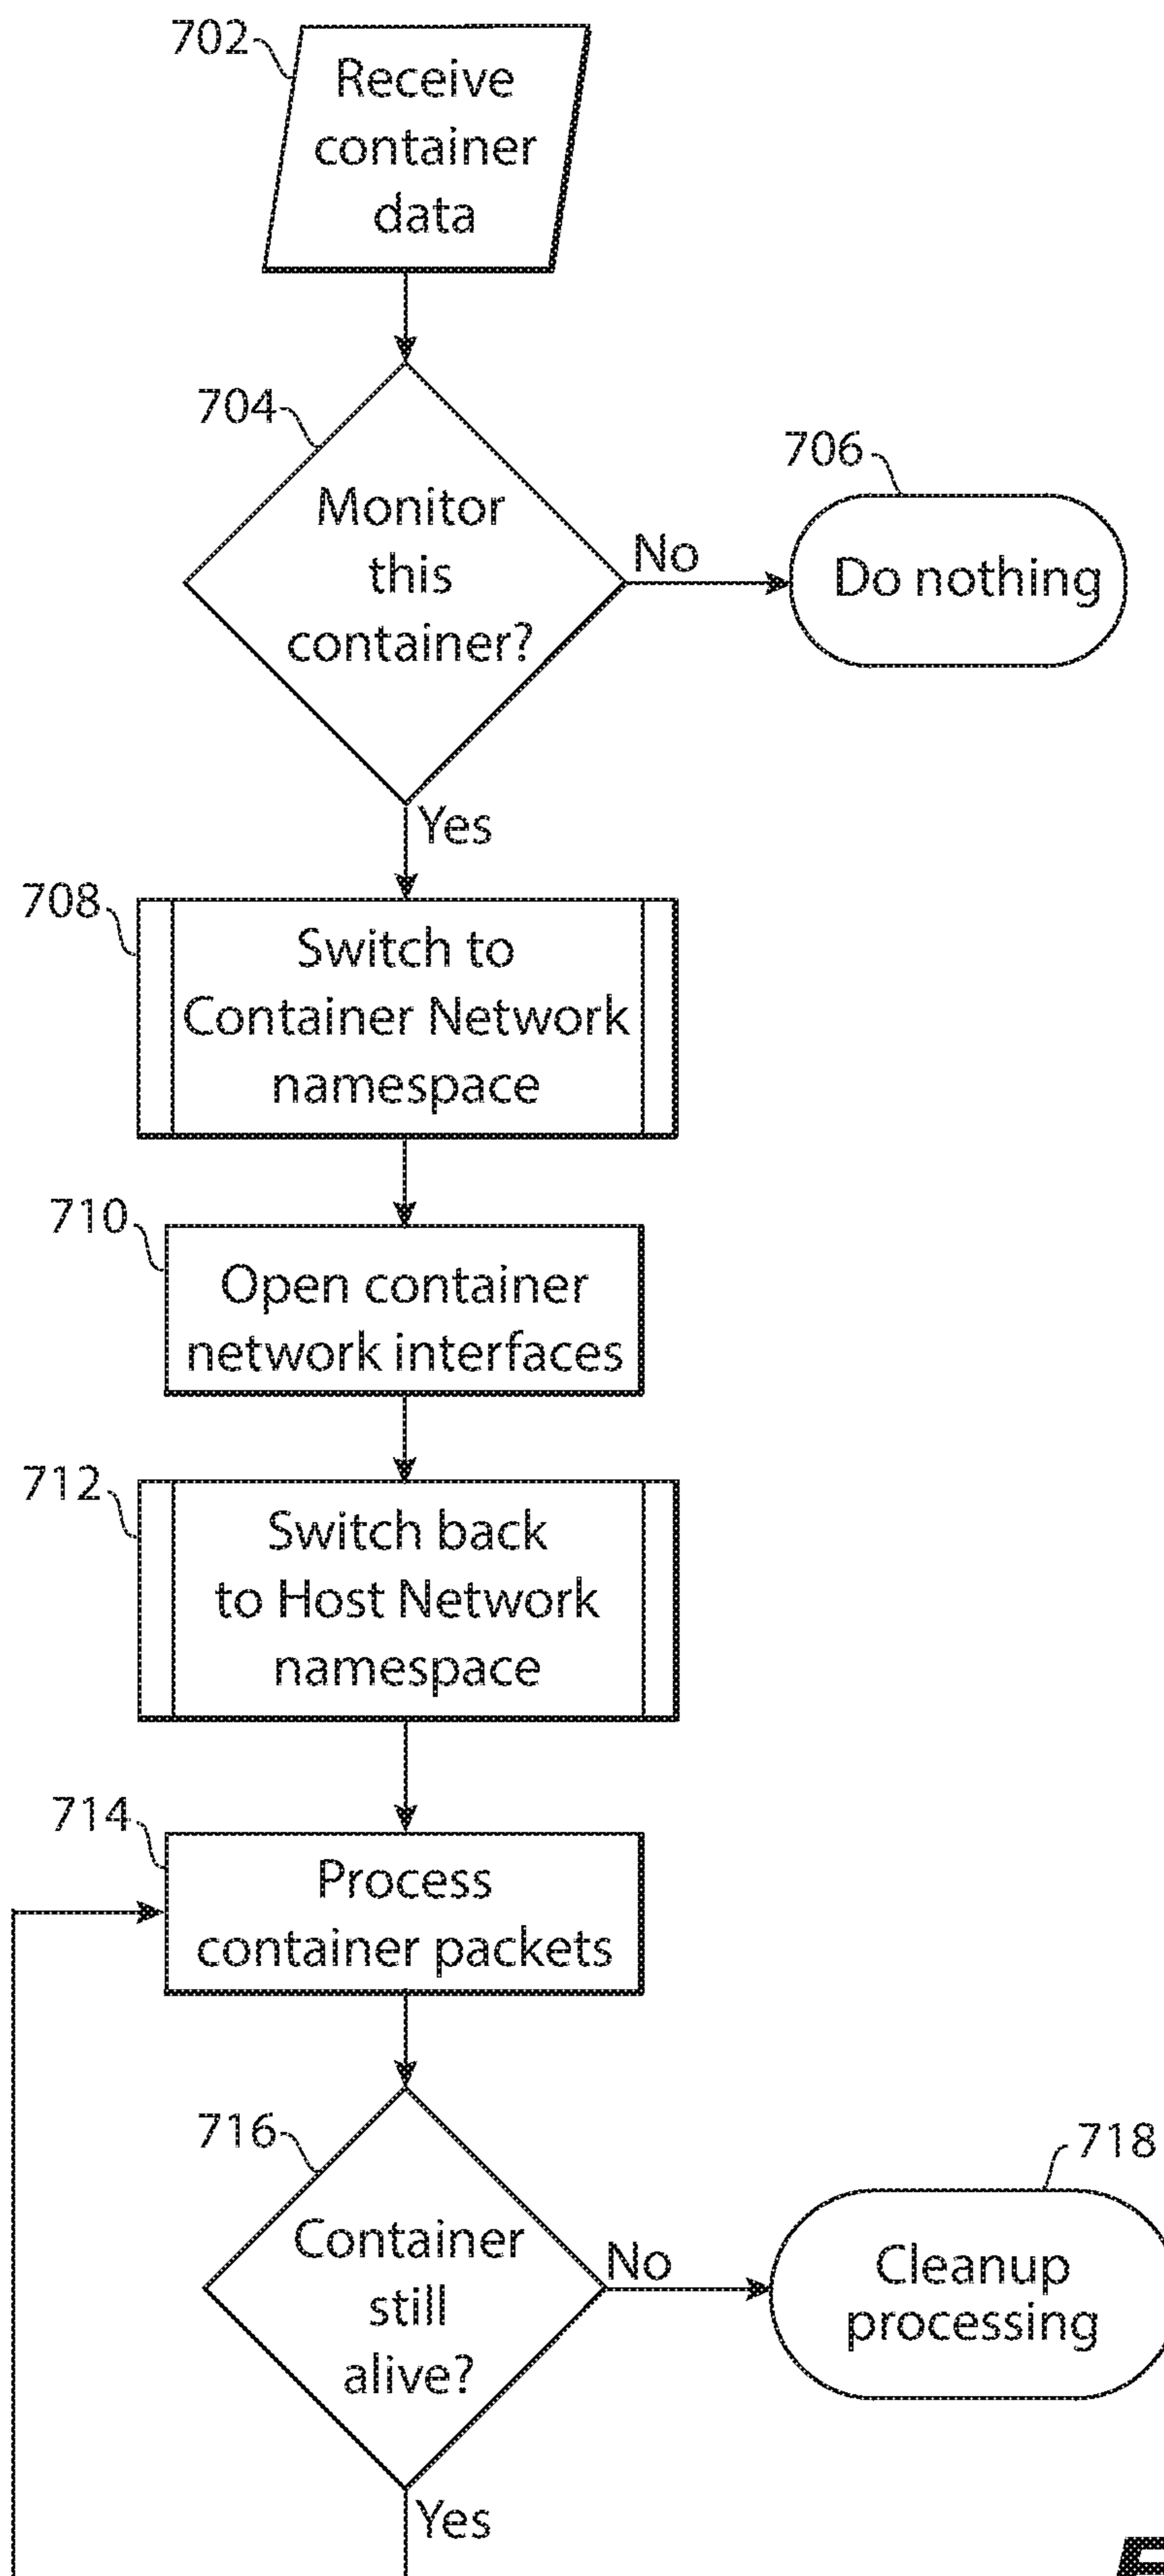 702
Receive
container
data
704
Monitor
this
container?
No
706
Do nothing
Yes
708
Switch to
Container Network
namespace
710
Open container
network interfaces
712
Switch back
to Host Network
namespace
714
Process
container packets
716
Container
still
alive?
No
718
Cleanup
processing
Yes